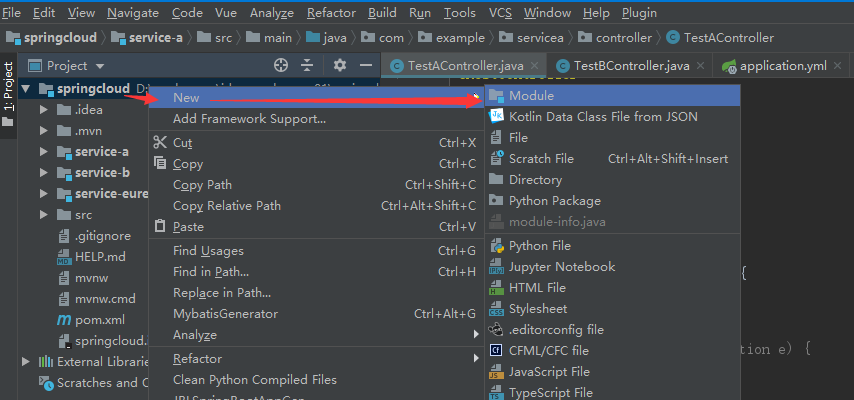 File Edit View Navigate Code Vue Analyze Refactor Build Run Tools VCS Window Help Plugin
springcloud service-a src main java com example servicea controller TestAController
1: Project
Project
TestAController.java TestBController.java application.yml
springcloud
.idea
.mvn
service-a
service-b
service-eure
src
.gitignore
HELP.md
mvnw
mvnw.cmd
pom.xml
springcloud.
External Librarie
Scratches and C
New
Add Framework Support...
Cut Ctrl+X
Copy Ctrl+C
Copy Path Ctrl+Shift+C
Copy Relative Path Ctrl+Alt+Shift+C
Paste Ctrl+V
Find Usages Ctrl+G
Find in Path... Ctrl+H
Replace in Path...
MybatisGenerator Ctrl+Alt+G
Analyze
Refactor
Clean Python Compiled Files
JBLSpringBootAppGen
Module
Kotlin Data Class File from JSON
File
Scratch File Ctrl+Alt+Shift+Insert
Directory
Python Package
module-info.java
Python File
Jupyter Notebook
HTML File
Stylesheet
.editorconfig file
CFML/CFC file
JavaScript File
TypeScript File
{
tion e) {